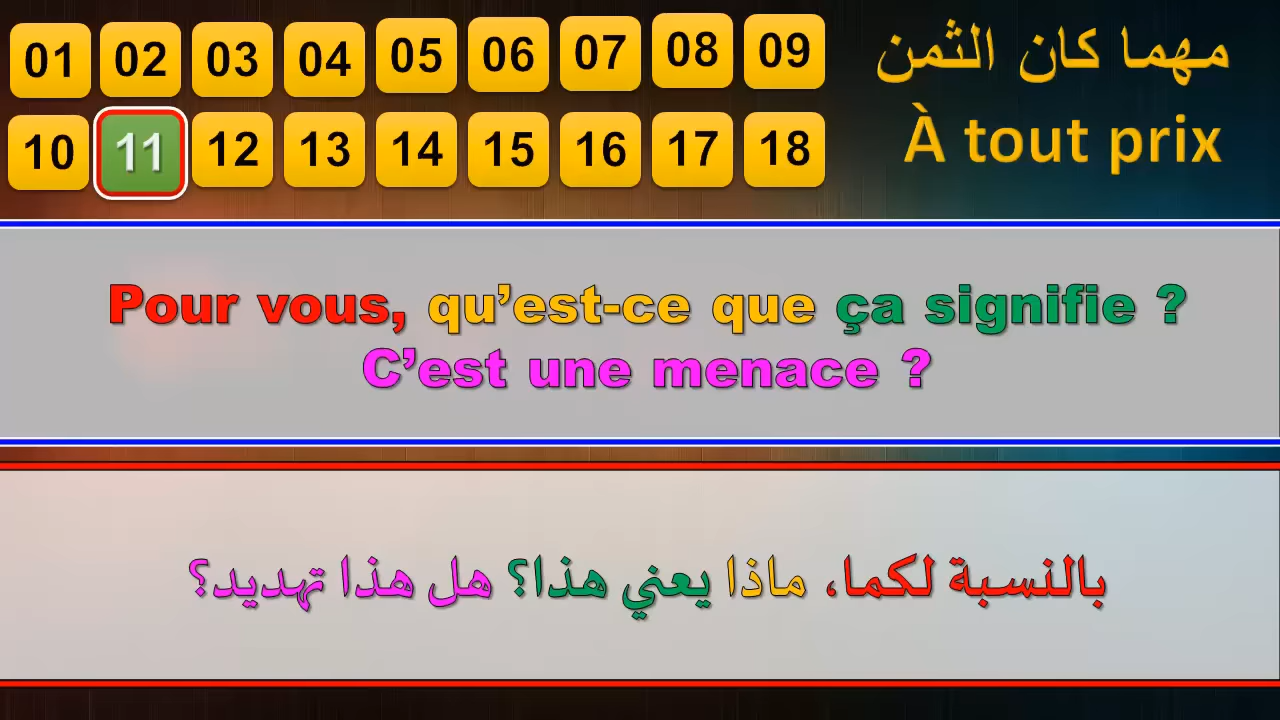 01 02 03 04 05 06 07 08 09
10 11 12 13 14 15 16 17 18
مهما كان الثمن
À tout prix
Pour vous, qu’est-ce que ça signifie ?
C’est une menace ?
بالنسبة لكما، ماذا يعني هذا؟ هل هذا تهديد؟